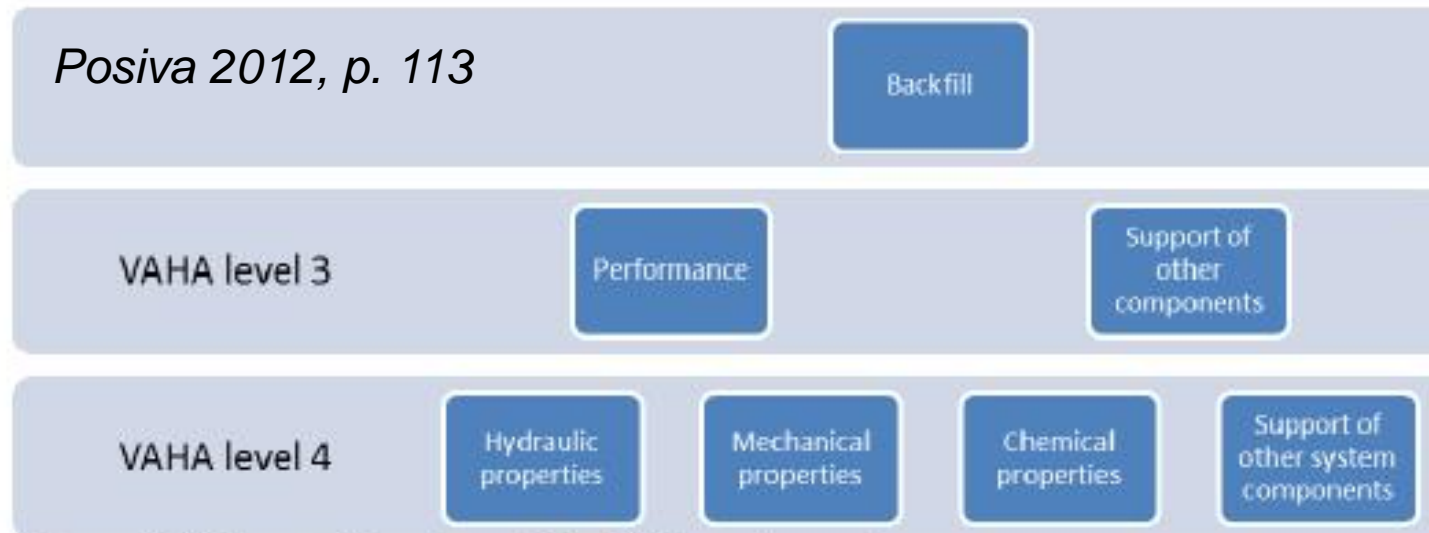 Posiva 2012, p. 113
Backfill
VAHA level 3
Performance
Support of
other
components
VAHA level 4
Hydraulic
properties
Mechanical
properties
Chemical
properties
Support of
other system
components